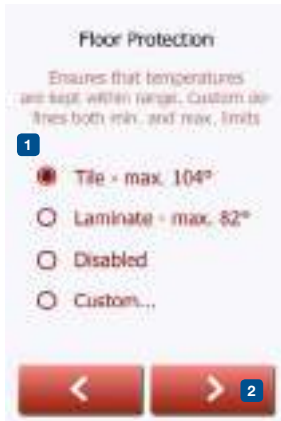 Floor Protection
Ensures that temperatures
are kept within range. Custom de-
fines both min. and max. limits
1
Tile - max. 104°
Laminate - max. 82°
Disabled
Custom...
< >
2